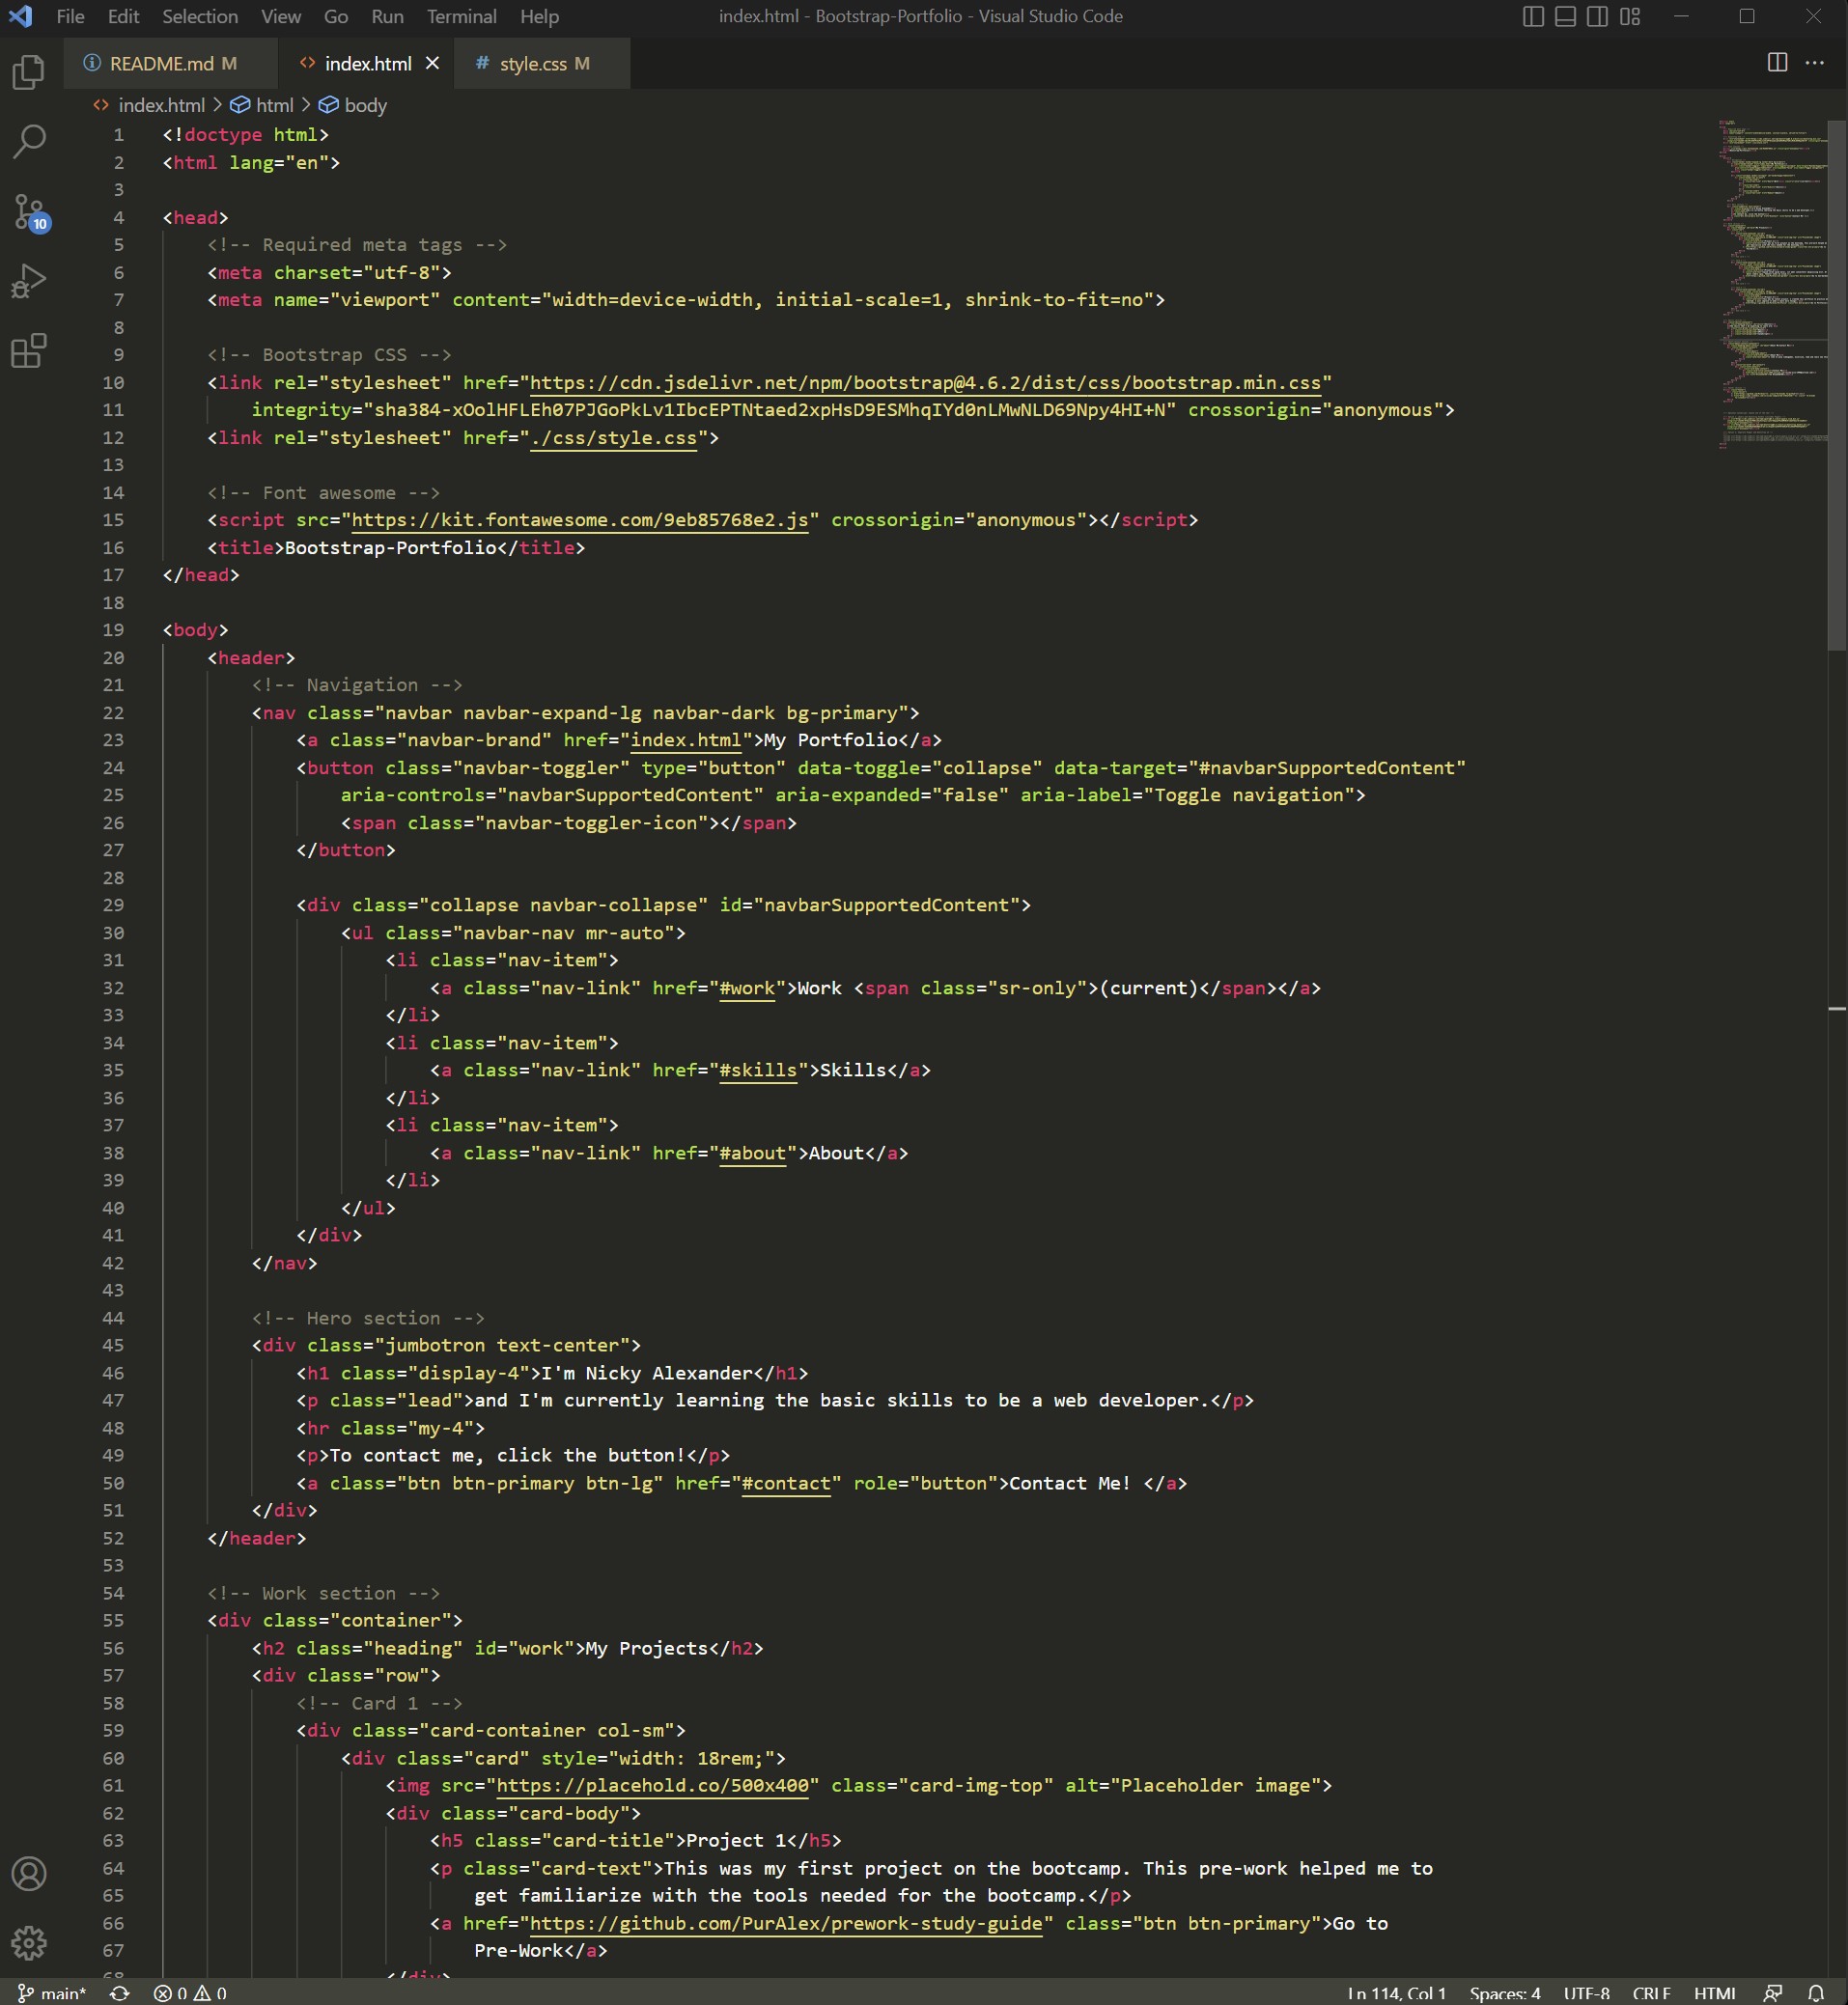 File Edit Selection View Go Run Terminal Help index.html - Bootstrap-Portfolio - Visual Studio Code
README.md M index.html style.css M
index.html > html > body
10
1 <!doctype html>
2 <html lang="en">
3
4 <head>
5 <!-- Required meta tags -->
6 <meta charset="utf-8">
7 <meta name="viewport" content="width=device-width, initial-scale=1, shrink-to-fit=no">
8
9 <!-- Bootstrap CSS -->
10 <link rel="stylesheet" href="https://cdn.jsdelivr.net/npm/bootstrap@4.6.2/dist/css/bootstrap.min.css"
11 integrity="sha384-xOolHFLEh07PJGoPkLv1IbcEPTNtaed2xpHsD9ESMhqIYd0nLMwNLD69Npy4HI+N" crossorigin="anonymous">
12 <link rel="stylesheet" href="./css/style.css">
13
14 <!-- Font awesome -->
15 <script src="https://kit.fontawesome.com/9eb85768e2.js" crossorigin="anonymous"></script>
16 <title>Bootstrap-Portfolio</title>
17 </head>
18
19 <body>
20 <header>
21 <!-- Navigation -->
22 <nav class="navbar navbar-expand-lg navbar-dark bg-primary">
23 <a class="navbar-brand" href="index.html">My Portfolio</a>
24 <button class="navbar-toggler" type="button" data-toggle="collapse" data-target="#navbarSupportedContent"
25 aria-controls="navbarSupportedContent" aria-expanded="false" aria-label="Toggle navigation">
26 <span class="navbar-toggler-icon"></span>
27 </button>
28
29 <div class="collapse navbar-collapse" id="navbarSupportedContent">
30 <ul class="navbar-nav mr-auto">
31 <li class="nav-item">
32 <a class="nav-link" href="#work">Work <span class="sr-only">(current)</span></a>
33 </li>
34 <li class="nav-item">
35 <a class="nav-link" href="#skills">Skills</a>
36 </li>
37 <li class="nav-item">
38 <a class="nav-link" href="#about">About</a>
39 </li>
40 </ul>
41 </div>
42 </nav>
43
44 <!-- Hero section -->
45 <div class="jumbotron text-center">
46 <h1 class="display-4">I'm Nicky Alexander</h1>
47 <p class="lead">and I'm currently learning the basic skills to be a web developer.</p>
48 <hr class="my-4">
49 <p>To contact me, click the button!</p>
50 <a class="btn btn-primary btn-lg" href="#contact" role="button">Contact Me! </a>
51 </div>
52 </header>
53
54 <!-- Work section -->
55 <div class="container">
56 <h2 class="heading" id="work">My Projects</h2>
57 <div class="row">
58 <!-- Card 1 -->
59 <div class="card-container col-sm">
60 <div class="card" style="width: 18rem;">
61 <img src="https://placehold.co/500x400" class="card-img-top" alt="Placeholder image">
62 <div class="card-body">
63 <h5 class="card-title">Project 1</h5>
64 <p class="card-text">This was my first project on the bootcamp. This pre-work helped me to
65 get familiarize with the tools needed for the bootcamp.</p>
66 <a href="https://github.com/PurAlex/prework-study-guide" class="btn btn-primary">Go to
67 Pre-Work</a>
68 </div>
main* 0 0 Ln 114, Col 1 Spaces: 4 UTF-8 CRLF HTML